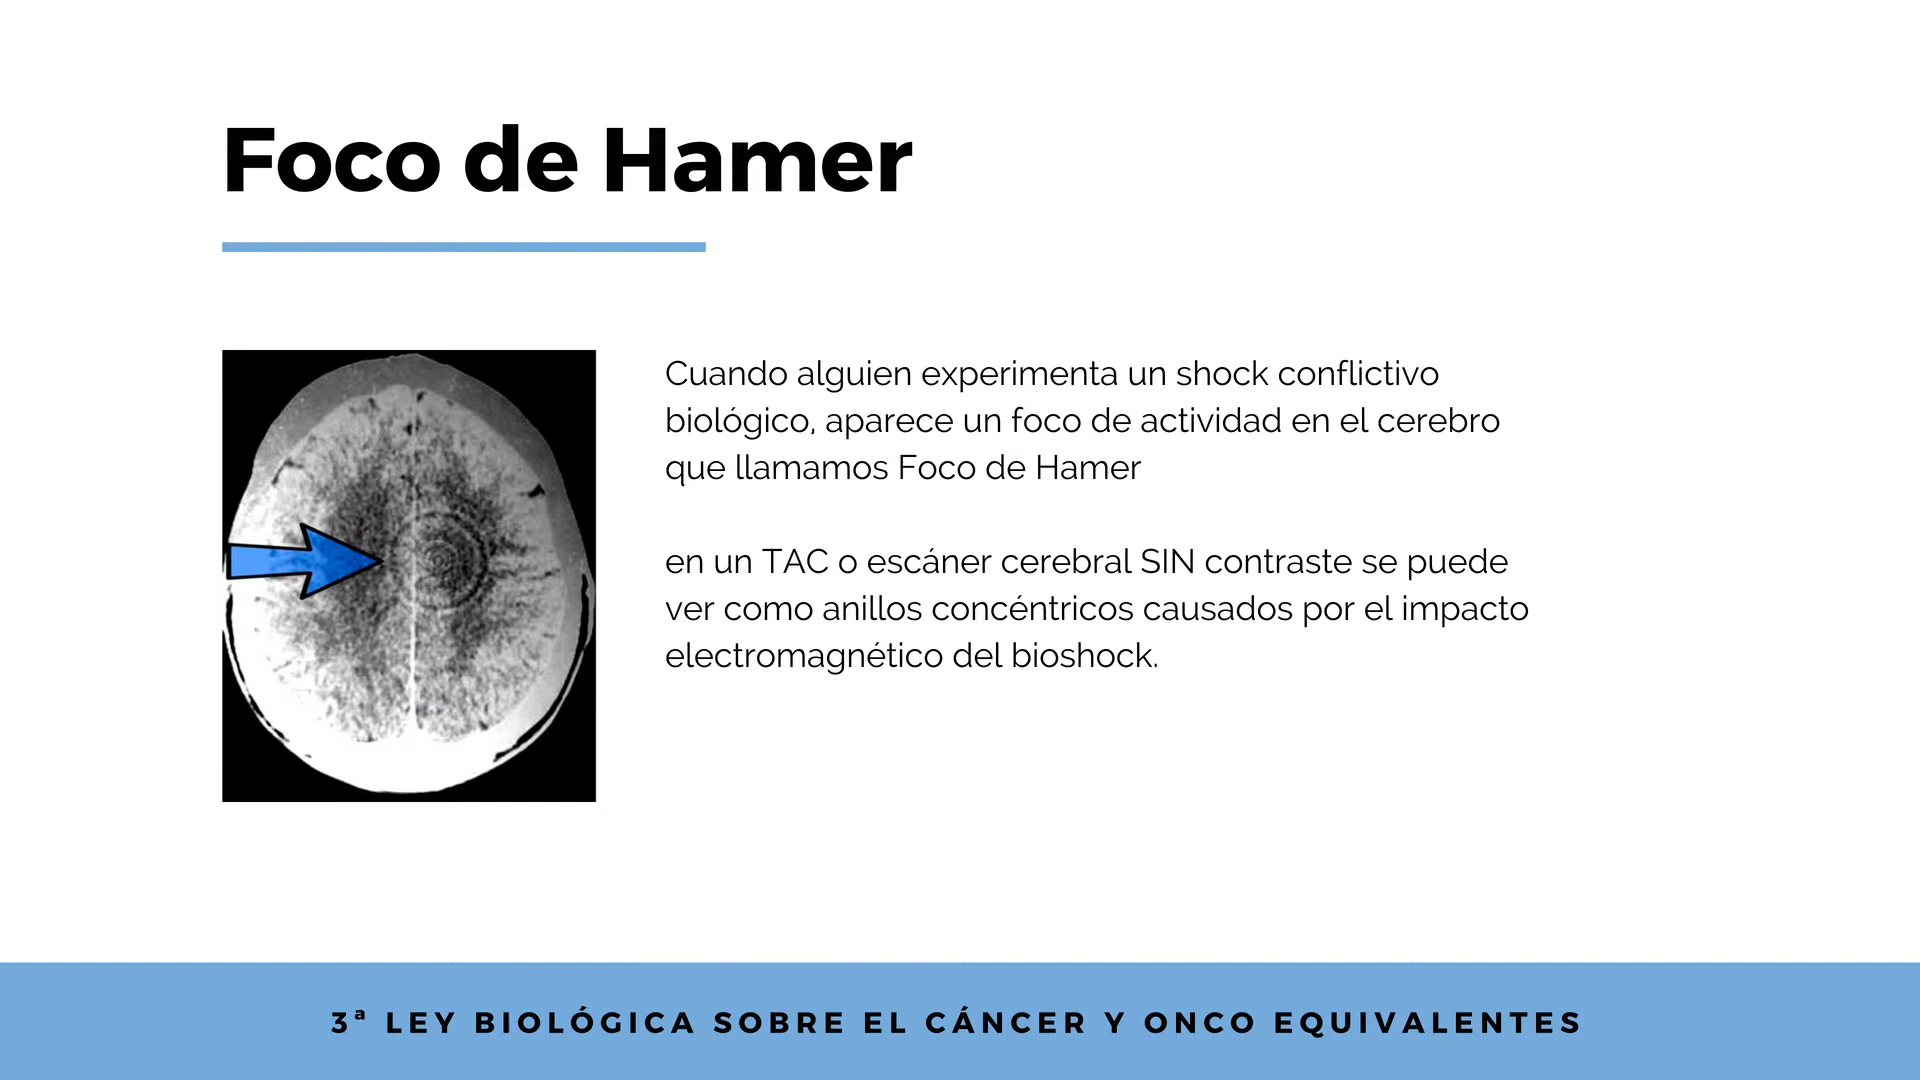 Foco de Hamer
Cuando alguien experimenta un shock conflictivo
biológico, aparece un foco de actividad en el cerebro
que llamamos Foco de Hamer
en un TAC o escáner cerebral SIN contraste se puede
ver como anillos concéntricos causados por el impacto
electromagnético del bioshock.
3ª LEY BIOLÓGICA SOBRE EL CÁNCER Y ONCO EQUIVALENTES